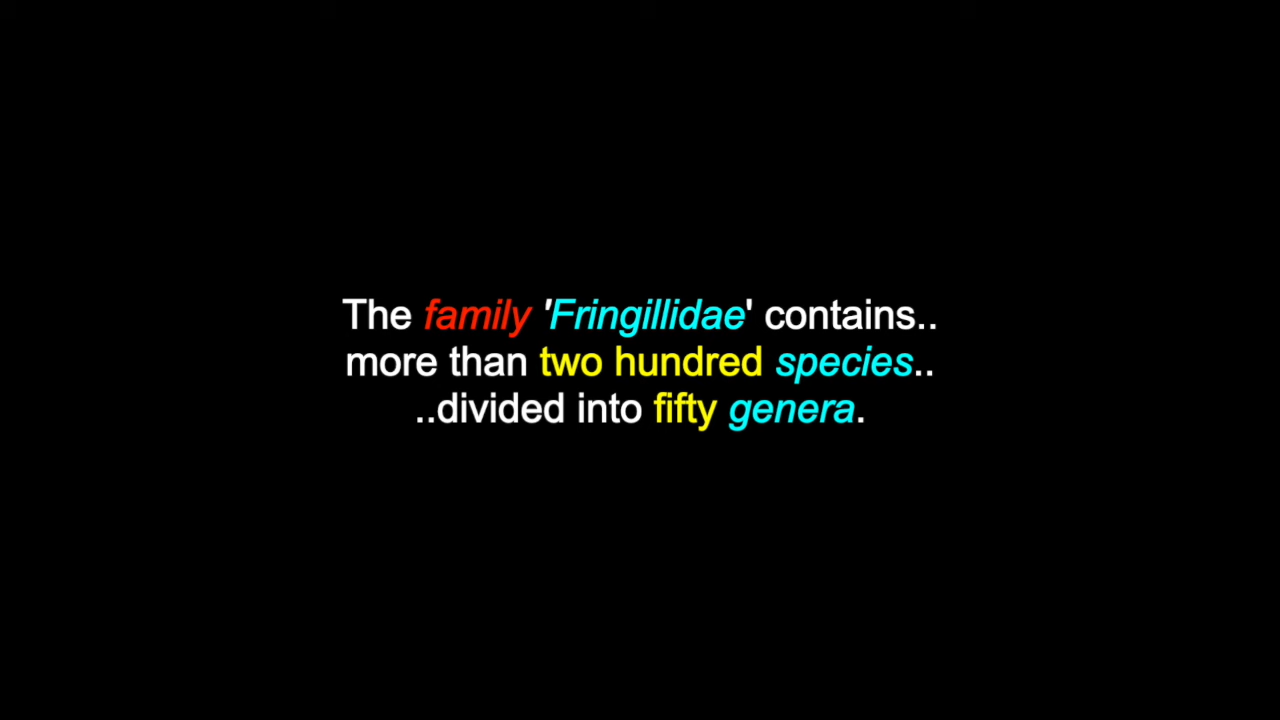 The family 'Fringillidae' contains..
more than two hundred species..
..divided into fifty genera.